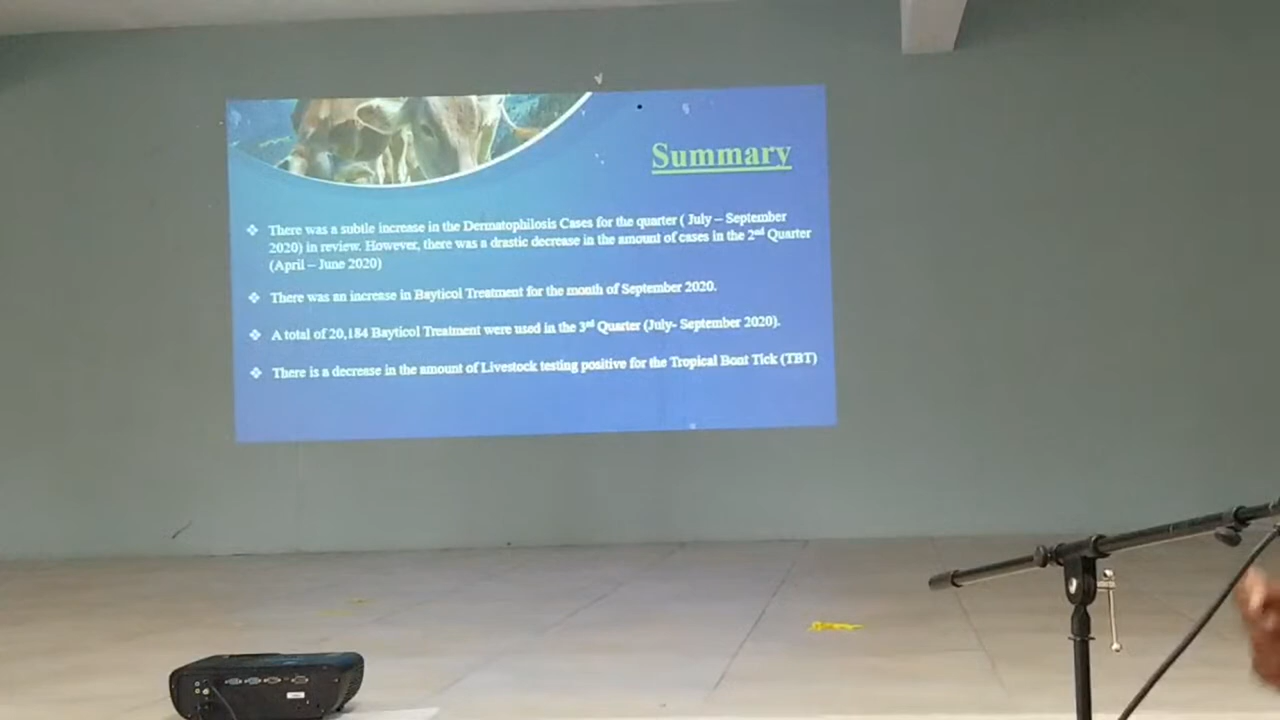 Summary
❖ There was a subtle increase in the Dermatophilosis Cases for the quarter ( July – September
2020) in review. However, there was a drastic decrease in the amount of cases in the 2nd Quarter
(April – June 2020)
❖ There was an increase in Bayticol Treatment for the month of September 2020.
❖ A total of 20,184 Bayticol Treatment were used in the 3rd Quarter (July- September 2020).
❖ There is a decrease in the amount of Livestock testing positive for the Tropical Bont Tick (TBT)